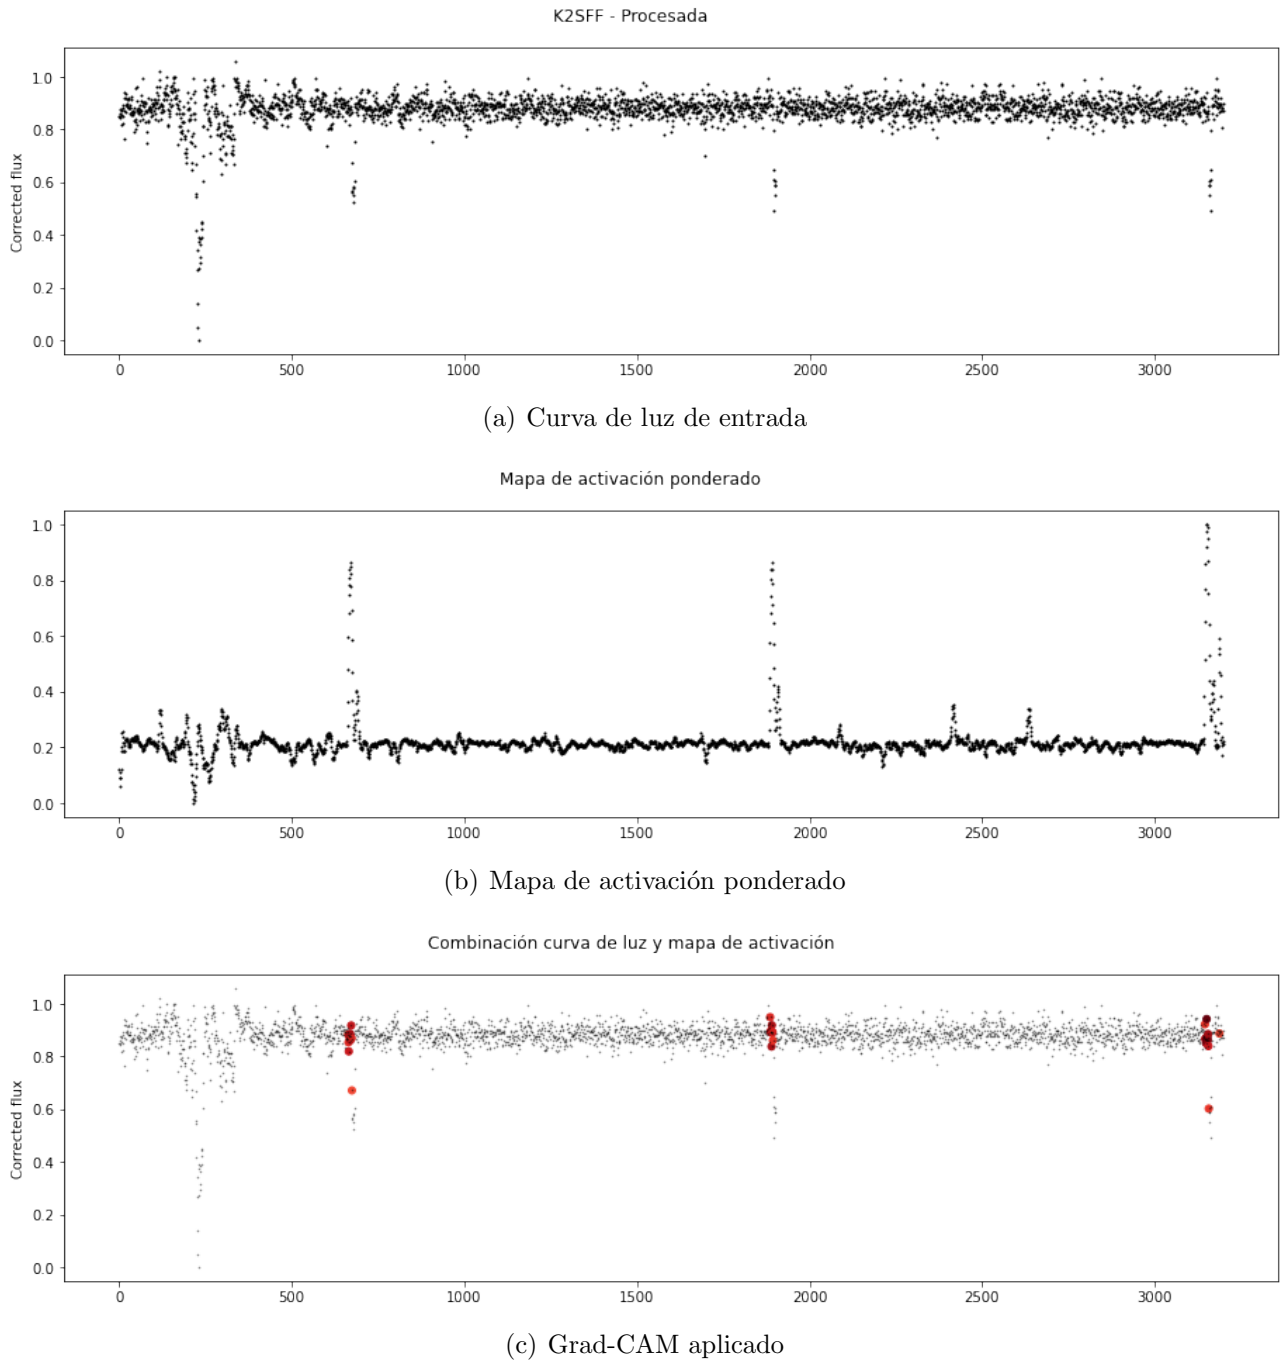 K2SFF - Procesada
1.0
0.8
0.6
0.4
0.2
0.0
Corrected flux
0 500 1000 1500 2000 2500 3000
(a) Curva de luz de entrada
Mapa de activación ponderado
1.0
0.8
0.6
0.4
0.2
0.0
0 500 1000 1500 2000 2500 3000
(b) Mapa de activación ponderado
Combinación curva de luz y mapa de activación
1.0
0.8
0.6
0.4
0.2
0.0
Corrected flux
0 500 1000 1500 2000 2500 3000
(c) Grad-CAM aplicado